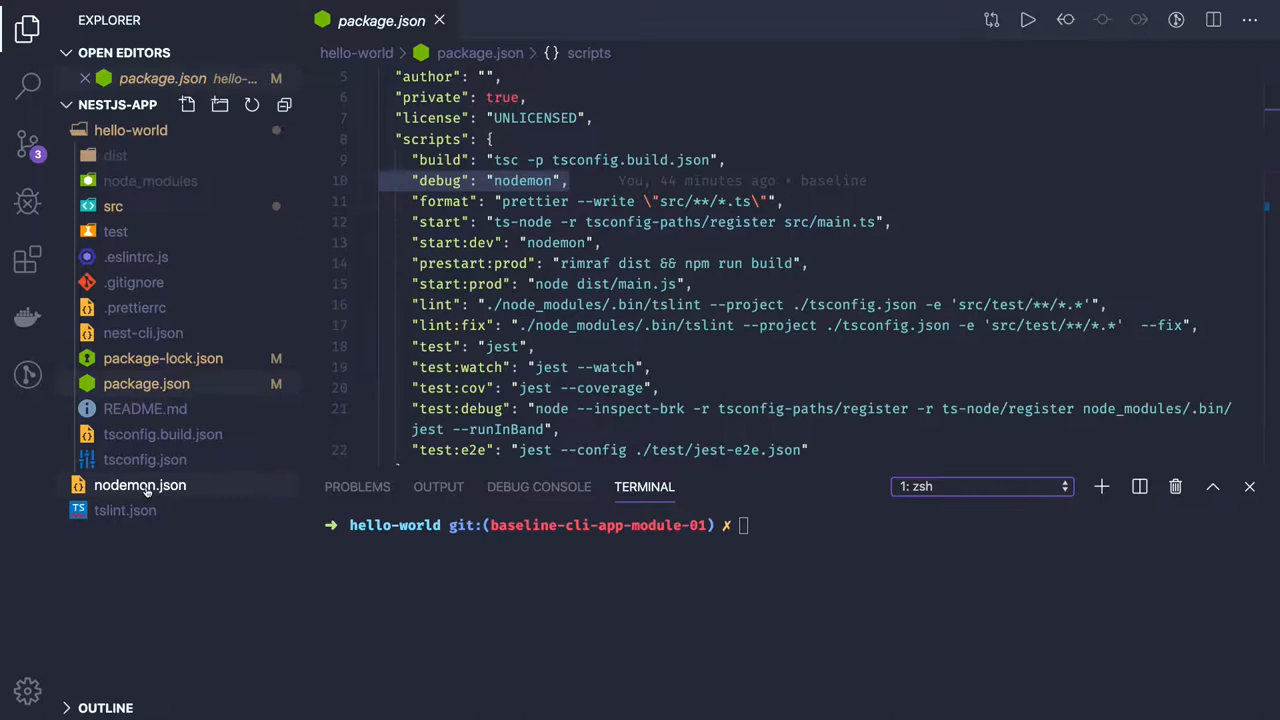 EXPLORER
OPEN EDITORS
package.json hello-... M
NESTJS-APP
hello-world
dist
node_modules
src
test
.eslintrc.js
.gitignore
.prettierrc
nest-cli.json
package-lock.json M
package.json M
README.md
tsconfig.build.json
tsconfig.json
nodemon.json
TS tslint.json
OUTLINE
3
package.json
hello-world > package.json > {} scripts
5 "author": "",
6 "private": true,
7 "license": "UNLICENSED",
8 "scripts": {
9 "build": "tsc -p tsconfig.build.json",
10 "debug": "nodemon", You, 44 minutes ago • baseline
11 "format": "prettier --write \"src/**/*.ts\"",
12 "start": "ts-node -r tsconfig-paths/register src/main.ts",
13 "start:dev": "nodemon",
14 "prestart:prod": "rimraf dist && npm run build",
15 "start:prod": "node dist/main.js",
16 "lint": "./node_modules/.bin/tslint --project ./tsconfig.json -e 'src/test/**/*.*'",
17 "lint:fix": "./node_modules/.bin/tslint --project ./tsconfig.json -e 'src/test/**/*.*' --fix",
18 "test": "jest",
19 "test:watch": "jest --watch",
20 "test:cov": "jest --coverage",
21 "test:debug": "node --inspect-brk -r tsconfig-paths/register -r ts-node/register node_modules/.bin/
jest --runInBand",
22 "test:e2e": "jest --config ./test/jest-e2e.json"
PROBLEMS OUTPUT DEBUG CONSOLE TERMINAL 1: zsh
➜ hello-world git:(baseline-cli-app-module-01) ✗